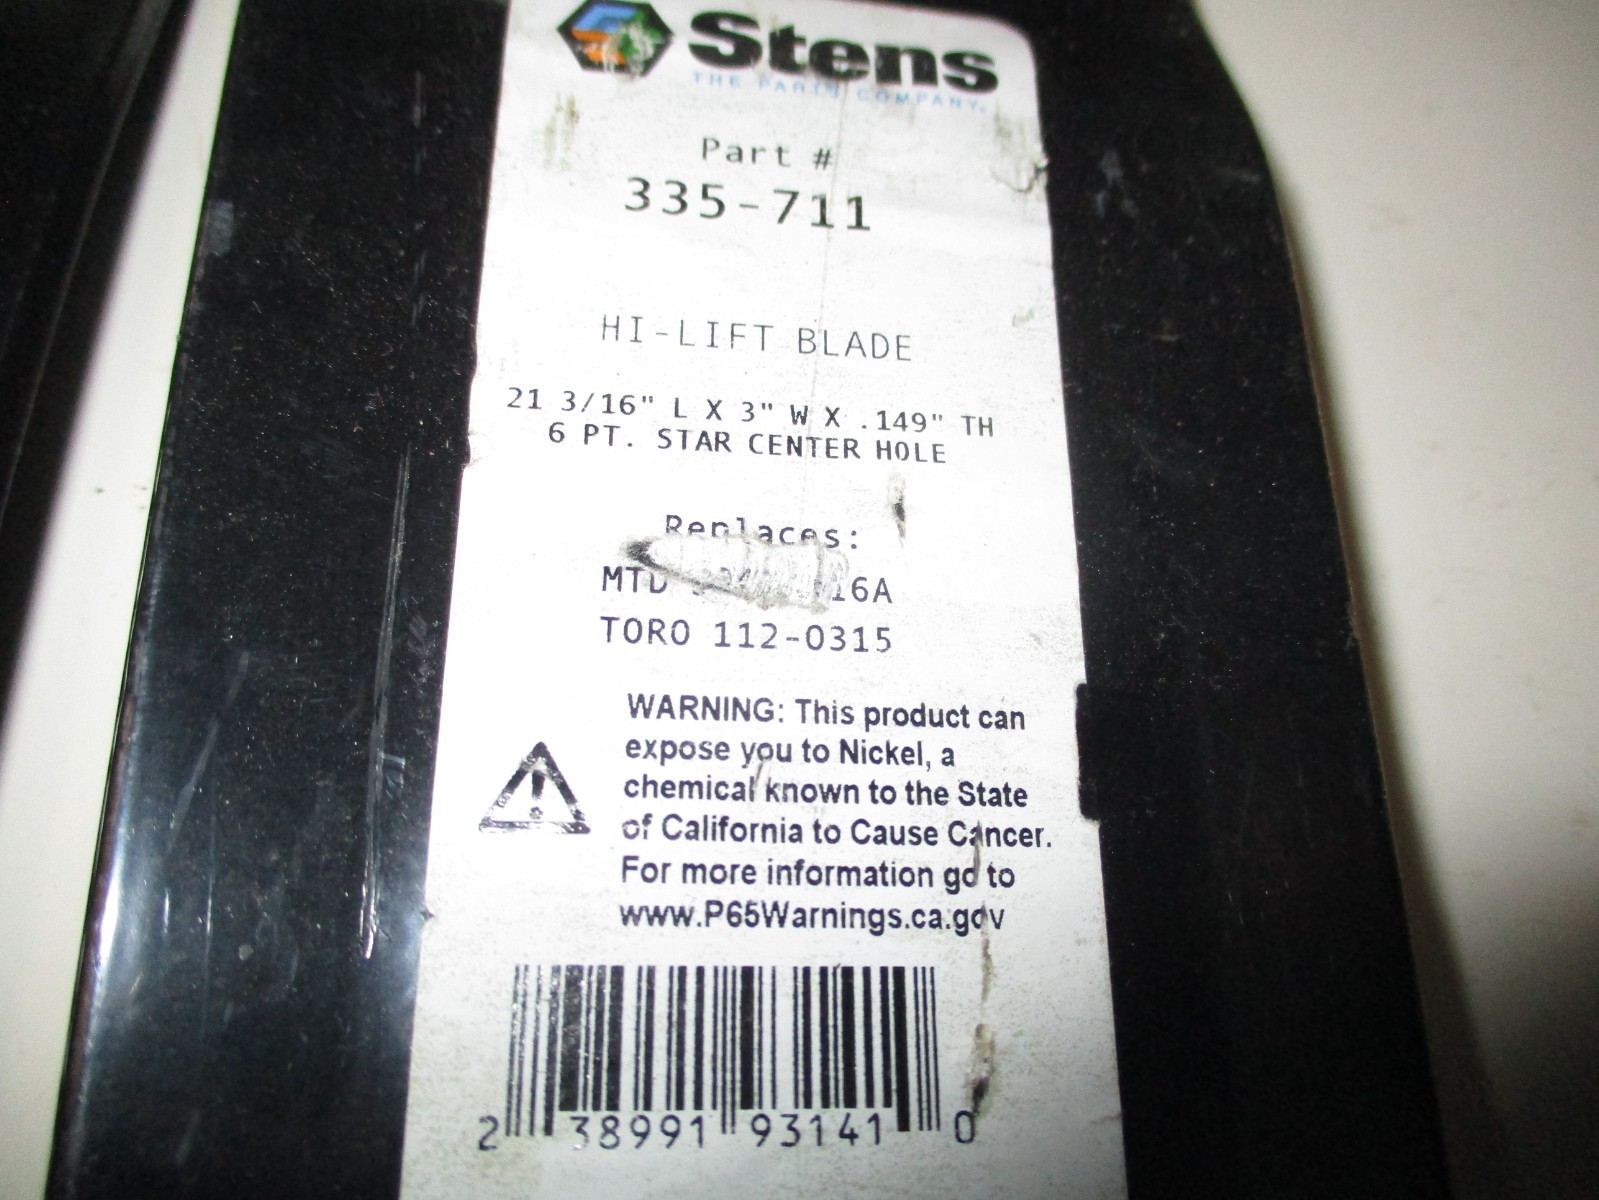 Stens
THE PARTS COMPANY.
Part #
335-711
HI-LIFT BLADE
21 3/16" L X 3" W X .149" TH
6 PT. STAR CENTER HOLE
Replaces:
MTD
TORO 112-0315
WARNING: This product can
expose you to Nickel, a
chemical known to the State
of California to Cause Cancer.
For more information go to
www.P65Warnings.ca.gov
2 38991 93141 0